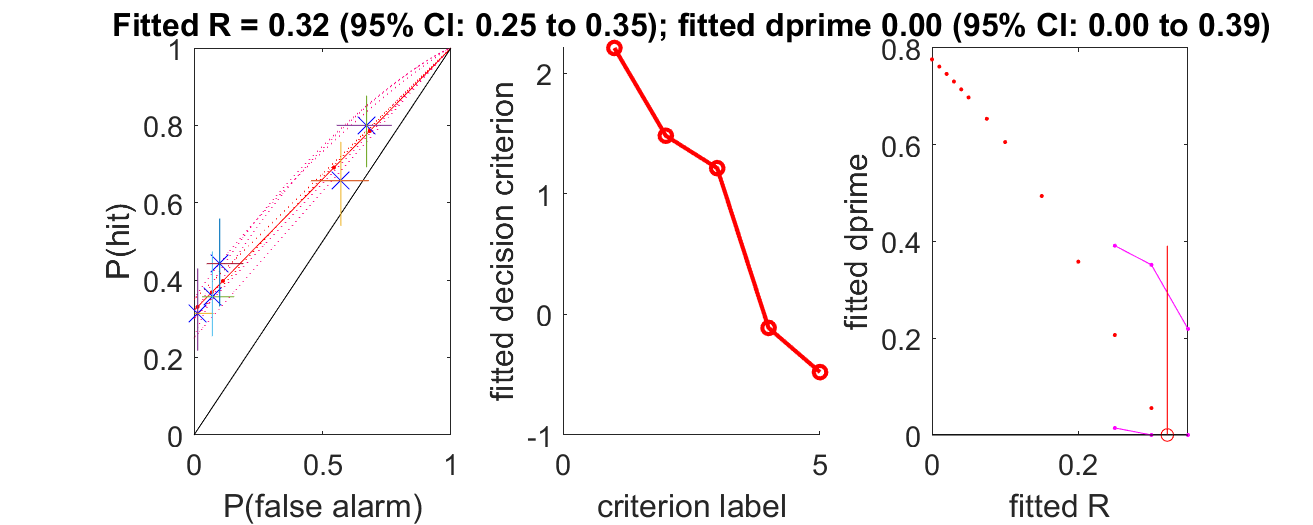 Fitted R = 0.32 (95% CI: 0.25 to 0.35); fitted dprime 0.00 (95% CI: 0.00 to 0.39)
P(hit)
1
0.8
0.6
0.4
0.2
0
0 0.5 1
P(false alarm)
fitted decision criterion
2
1
0
-1
0 5
criterion label
fitted dprime
0.8
0.6
0.4
0.2
0
0 0.2
fitted R